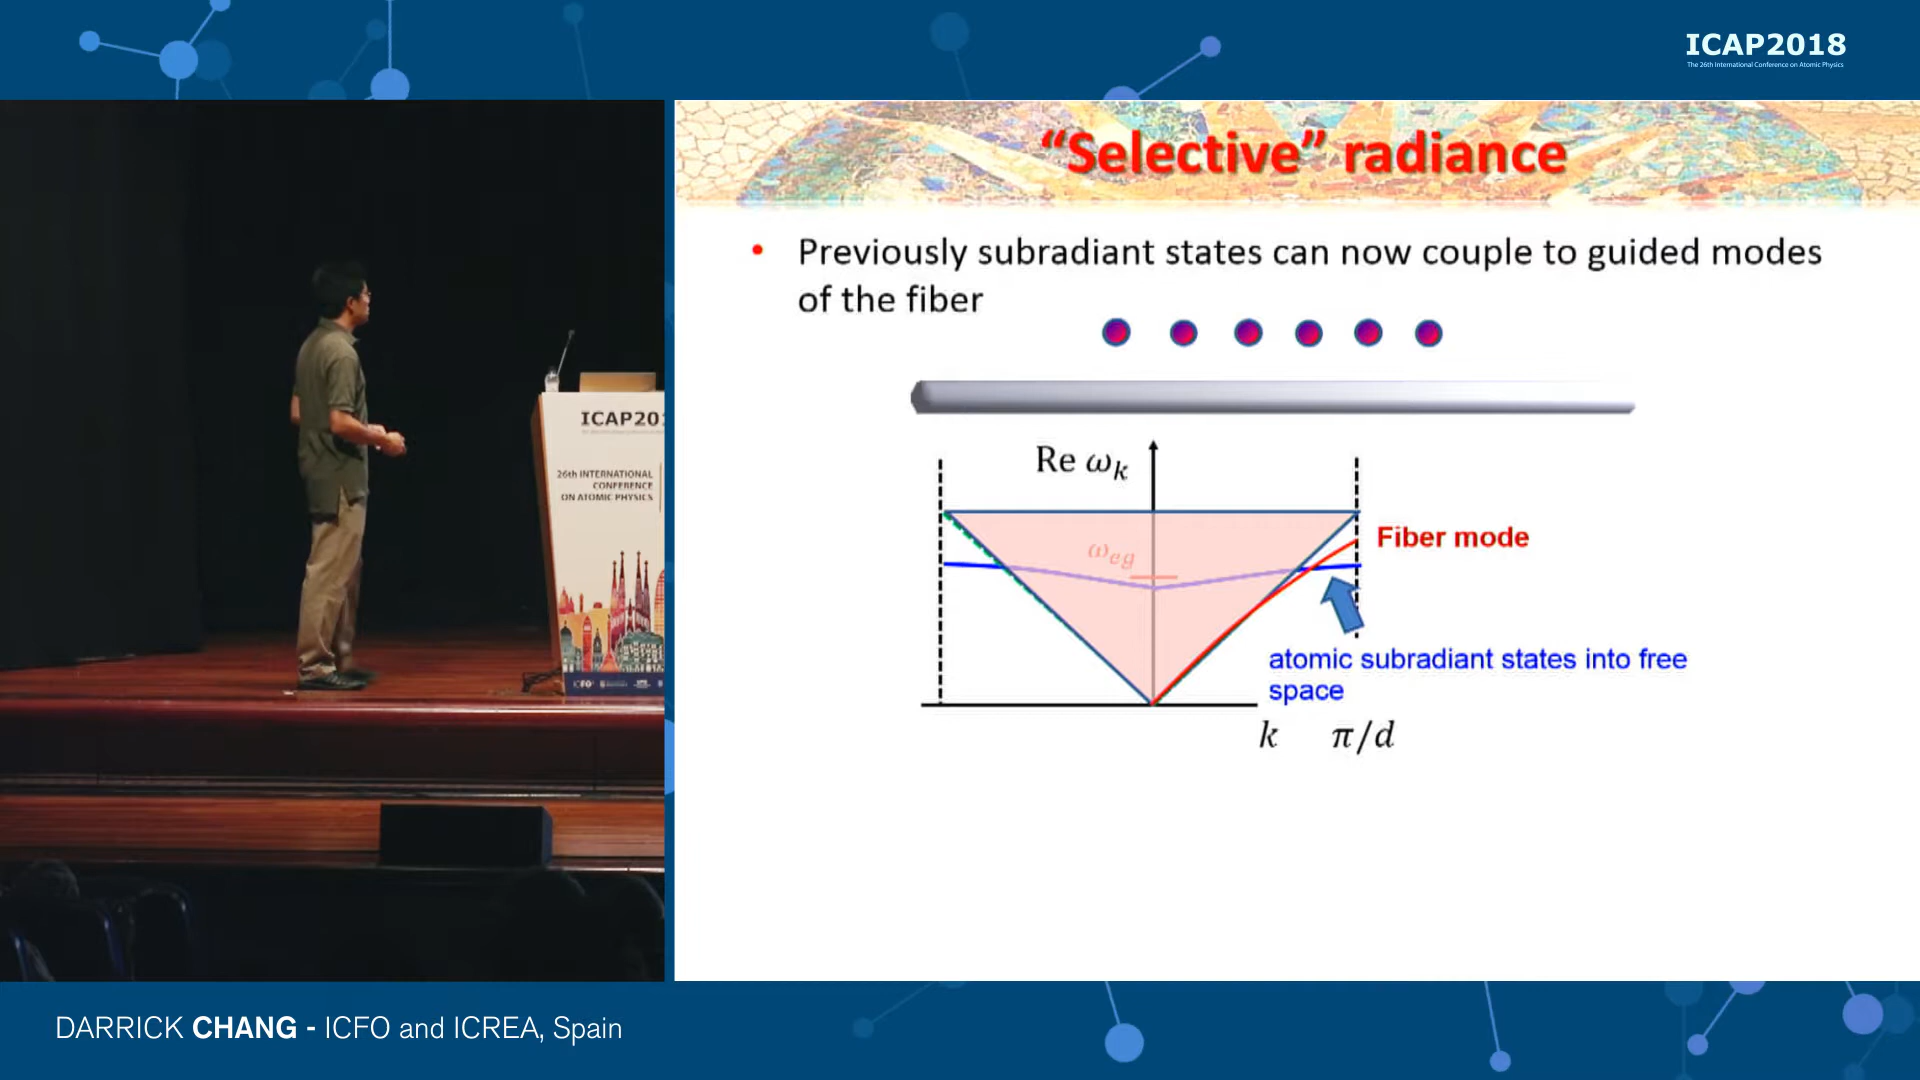 ICAP2018
The 26th International Conference on Atomic Physics
“Selective” radiance
• Previously subradiant states can now couple to guided modes
of the fiber
Re ωk
ωeg
Fiber mode
atomic subradiant states into free
space
k π/d
ICAP201
26th INTERNATIONAL
CONFERENCE
ON ATOMIC PHYSICS
ICFO
DARRICK CHANG - ICFO and ICREA, Spain